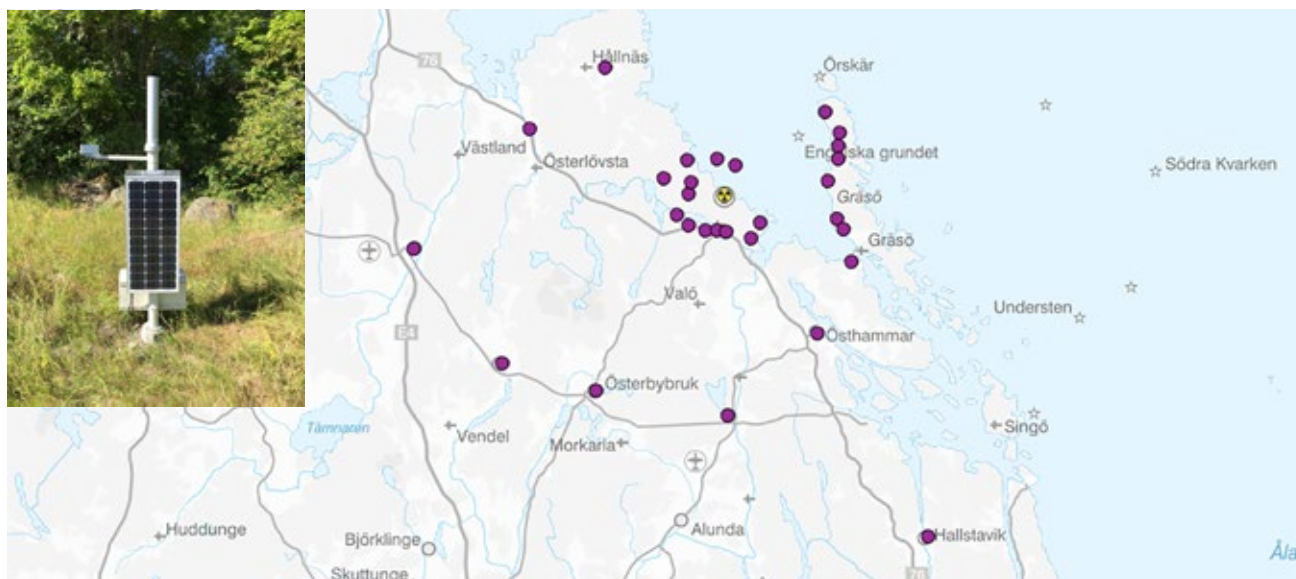 Hållnäs
76
Örskär
Västland
Österlövsta
Engelska grundet
Södra Kvarken
Gräsö
Gräsö
Valö
Understen
E4
Östhammar
Österbybruk
Tämnaren
Vendel
Morkarla
Singö
Huddunge
Björklinge
Alunda
Hallstavik
Skuttunge
76
Åla